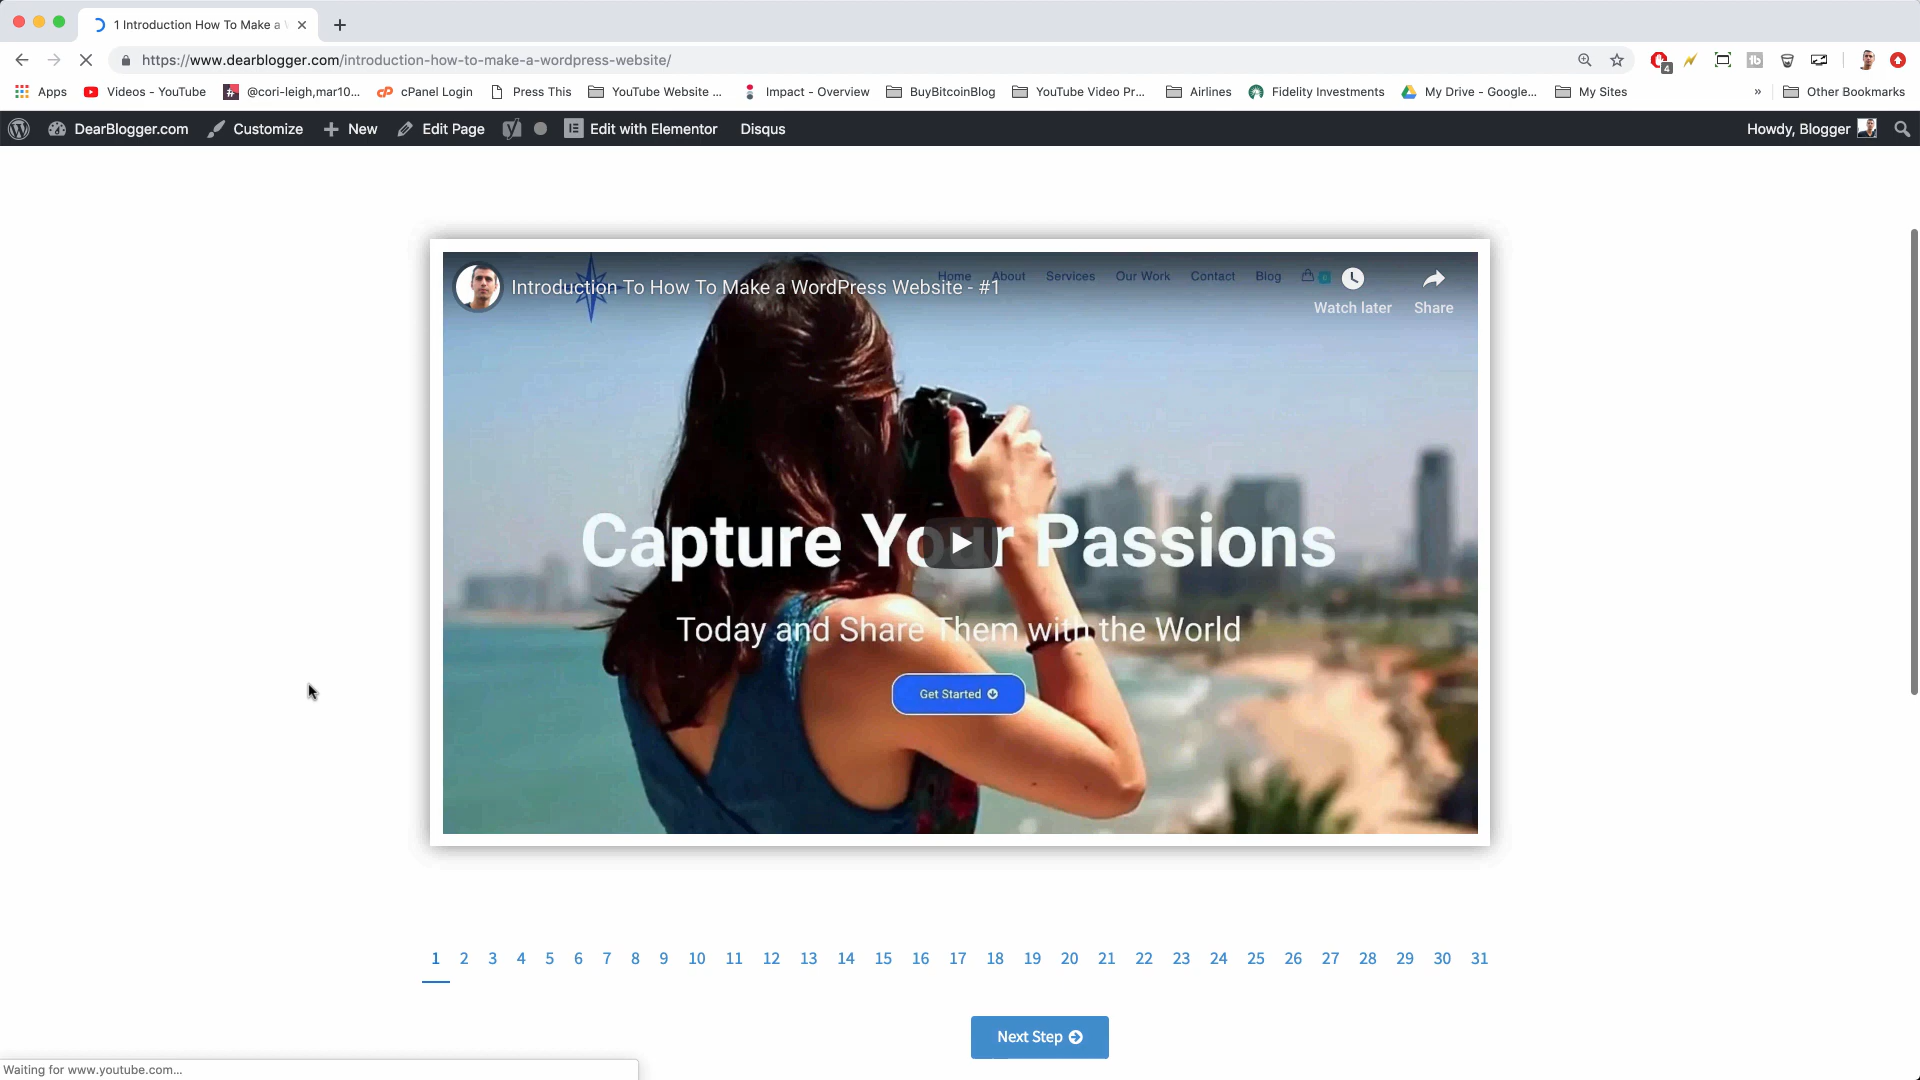 1 Introduction How To Make a
https://www.dearblogger.com/introduction-how-to-make-a-wordpress-website/
4
Apps Videos - YouTube @cori-leigh,mar10... cPanel Login Press This YouTube Website ... Impact - Overview BuyBitcoinBlog YouTube Video Pr... Airlines Fidelity Investments My Drive - Google... My Sites » Other Bookmarks
DearBlogger.com Customize New Edit Page Edit with Elementor Disqus Howdy, Blogger
Home About Services Our Work Contact Blog
Introduction To How To Make a WordPress Website - #1
Watch later Share
Capture Your Passions
Today and Share Them with the World
Get Started
1 2 3 4 5 6 7 8 9 10 11 12 13 14 15 16 17 18 19 20 21 22 23 24 25 26 27 28 29 30 31
Next Step
Waiting for www.youtube.com...